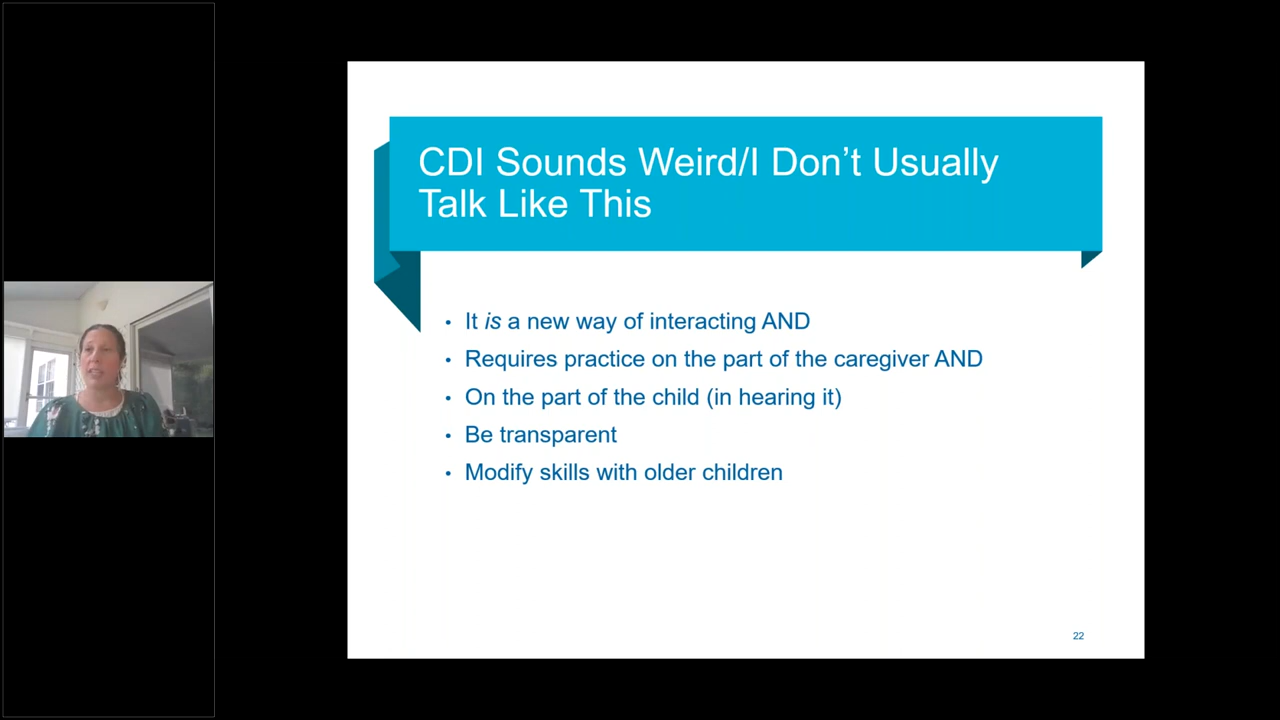 CDI Sounds Weird/I Don’t Usually
Talk Like This
• It is a new way of interacting AND
• Requires practice on the part of the caregiver AND
• On the part of the child (in hearing it)
• Be transparent
• Modify skills with older children
22